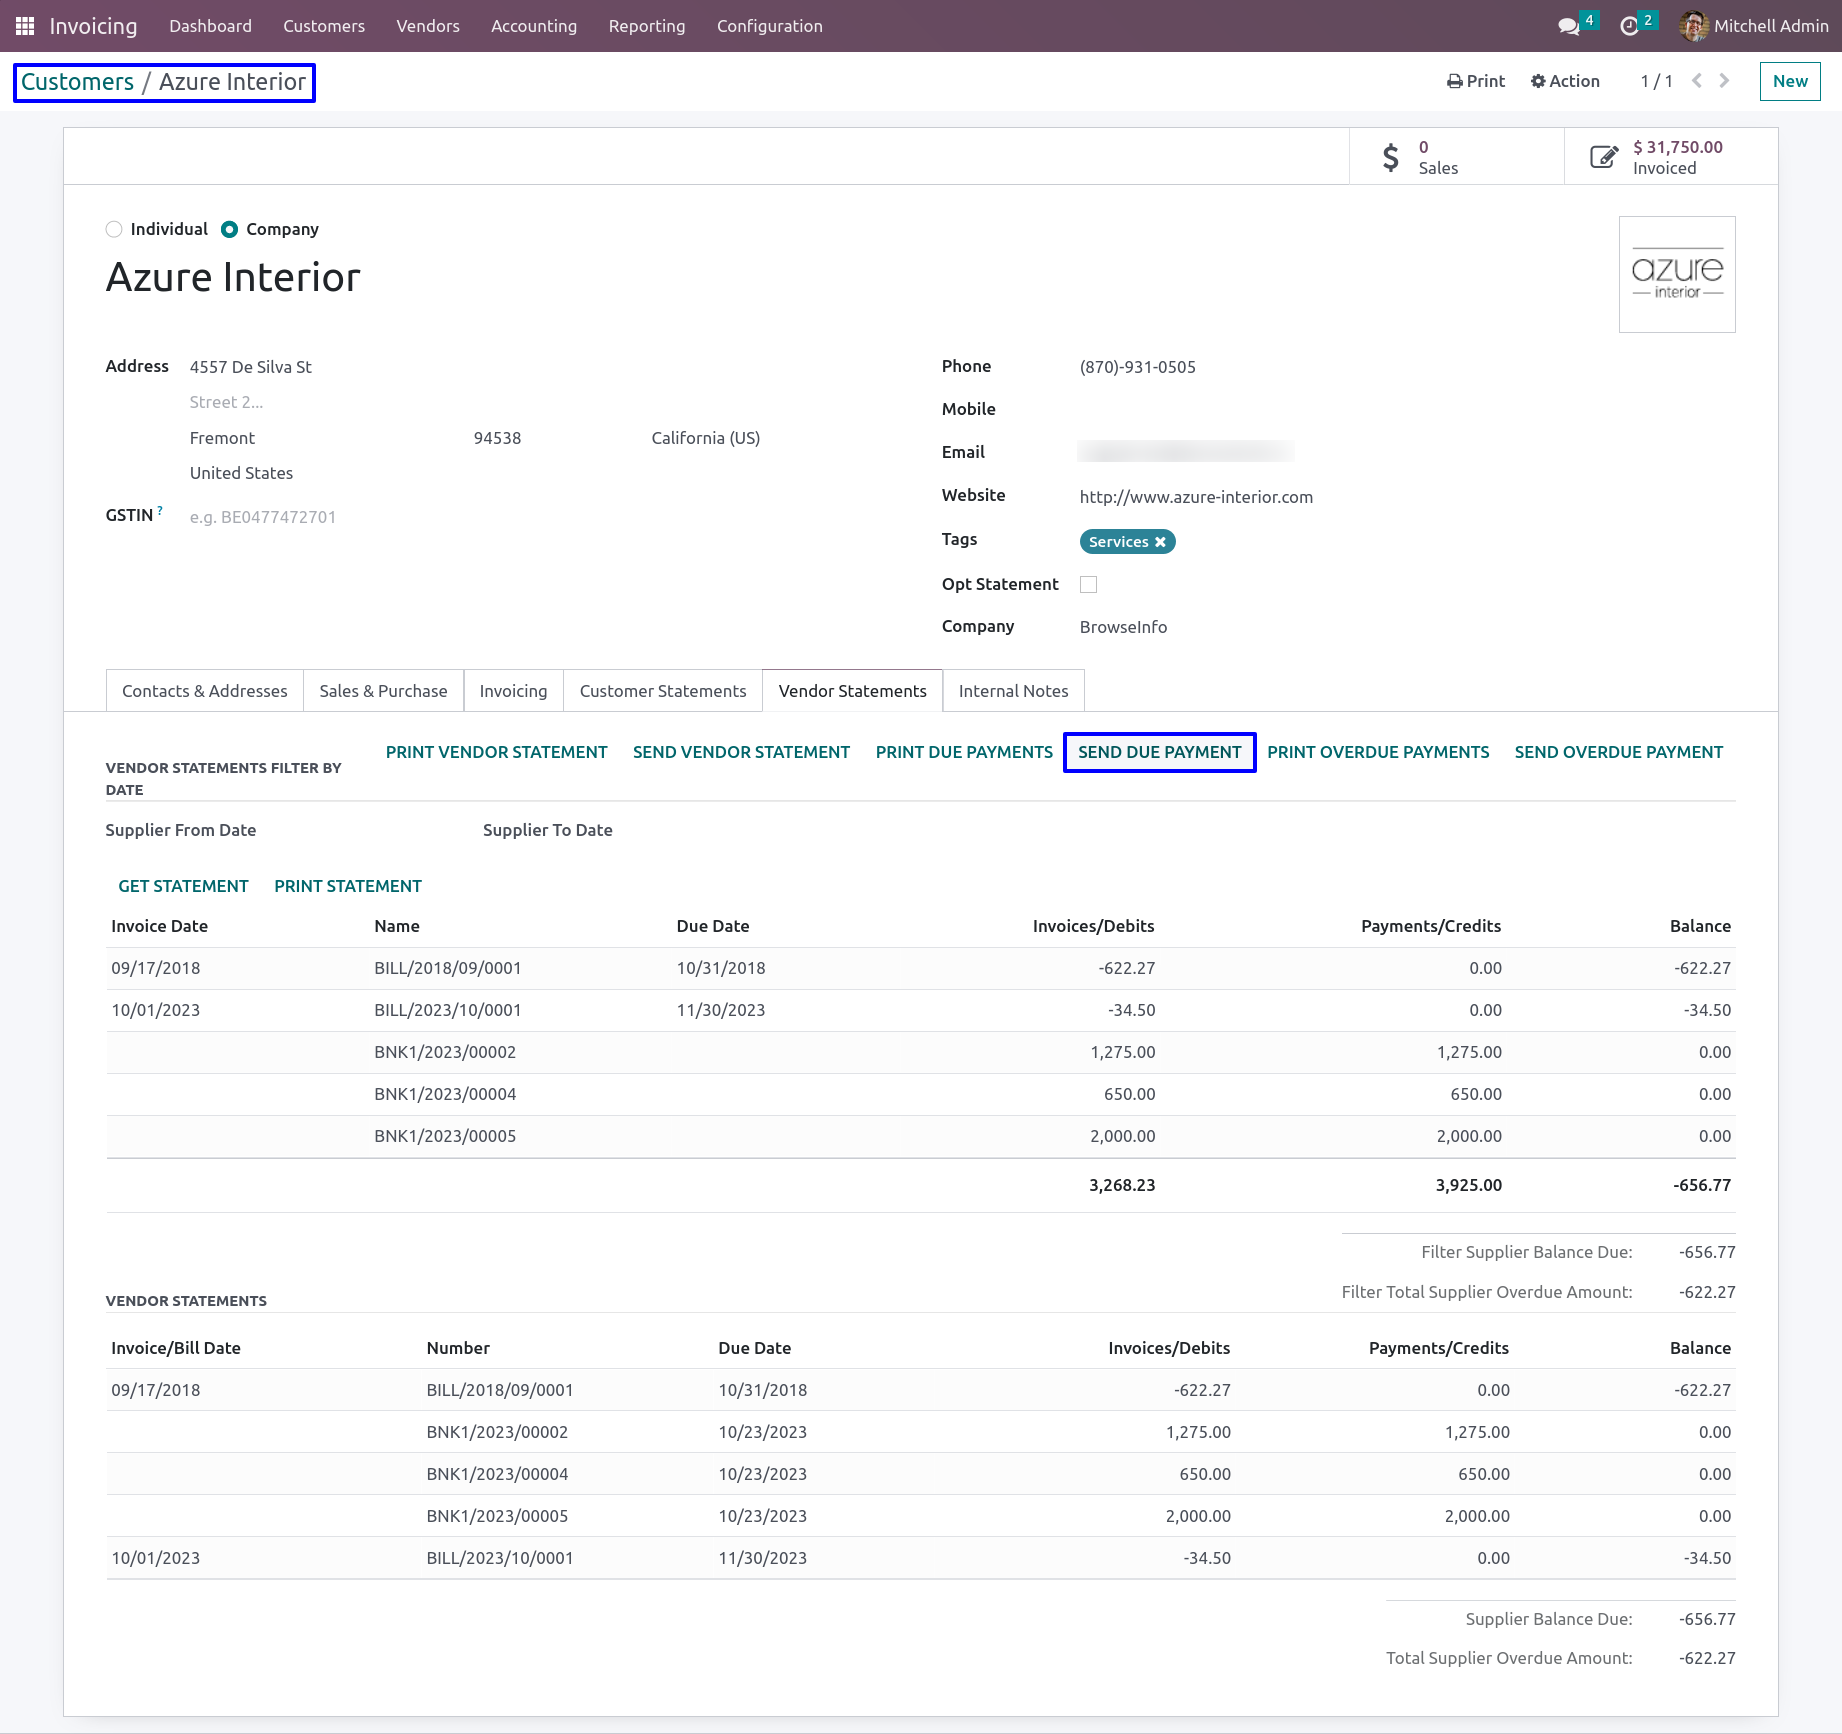 Invoicing Dashboard Customers Vendors Accounting Reporting Configuration 4 2 Mitchell Admin
Customers / Azure Interior Print Action 1 / 1 New
$ 0 $ 31,750.00
Sales Invoiced
Individual Company
Azure Interior
azure
interior
Address 4557 De Silva St Phone (870)-931-0505
Street 2...
Mobile
Fremont 94538 California (US)
Email
United States
Website http://www.azure-interior.com
GSTIN ? e.g. BE0477472701
Tags Services
Opt Statement
Company BrowseInfo
Contacts & Addresses Sales & Purchase Invoicing Customer Statements Vendor Statements Internal Notes
PRINT VENDOR STATEMENT SEND VENDOR STATEMENT PRINT DUE PAYMENTS SEND DUE PAYMENT PRINT OVERDUE PAYMENTS SEND OVERDUE PAYMENT
VENDOR STATEMENTS FILTER BY
DATE
Supplier From Date Supplier To Date
GET STATEMENT PRINT STATEMENT
Invoice Date Name Due Date Invoices/Debits Payments/Credits Balance
09/17/2018 BILL/2018/09/0001 10/31/2018 -622.27 0.00 -622.27
10/01/2023 BILL/2023/10/0001 11/30/2023 -34.50 0.00 -34.50
BNK1/2023/00002 1,275.00 1,275.00 0.00
BNK1/2023/00004 650.00 650.00 0.00
BNK1/2023/00005 2,000.00 2,000.00 0.00
3,268.23 3,925.00 -656.77
Filter Supplier Balance Due: -656.77
Filter Total Supplier Overdue Amount: -622.27
VENDOR STATEMENTS
Invoice/Bill Date Number Due Date Invoices/Debits Payments/Credits Balance
09/17/2018 BILL/2018/09/0001 10/31/2018 -622.27 0.00 -622.27
BNK1/2023/00002 10/23/2023 1,275.00 1,275.00 0.00
BNK1/2023/00004 10/23/2023 650.00 650.00 0.00
BNK1/2023/00005 10/23/2023 2,000.00 2,000.00 0.00
10/01/2023 BILL/2023/10/0001 11/30/2023 -34.50 0.00 -34.50
Supplier Balance Due: -656.77
Total Supplier Overdue Amount: -622.27